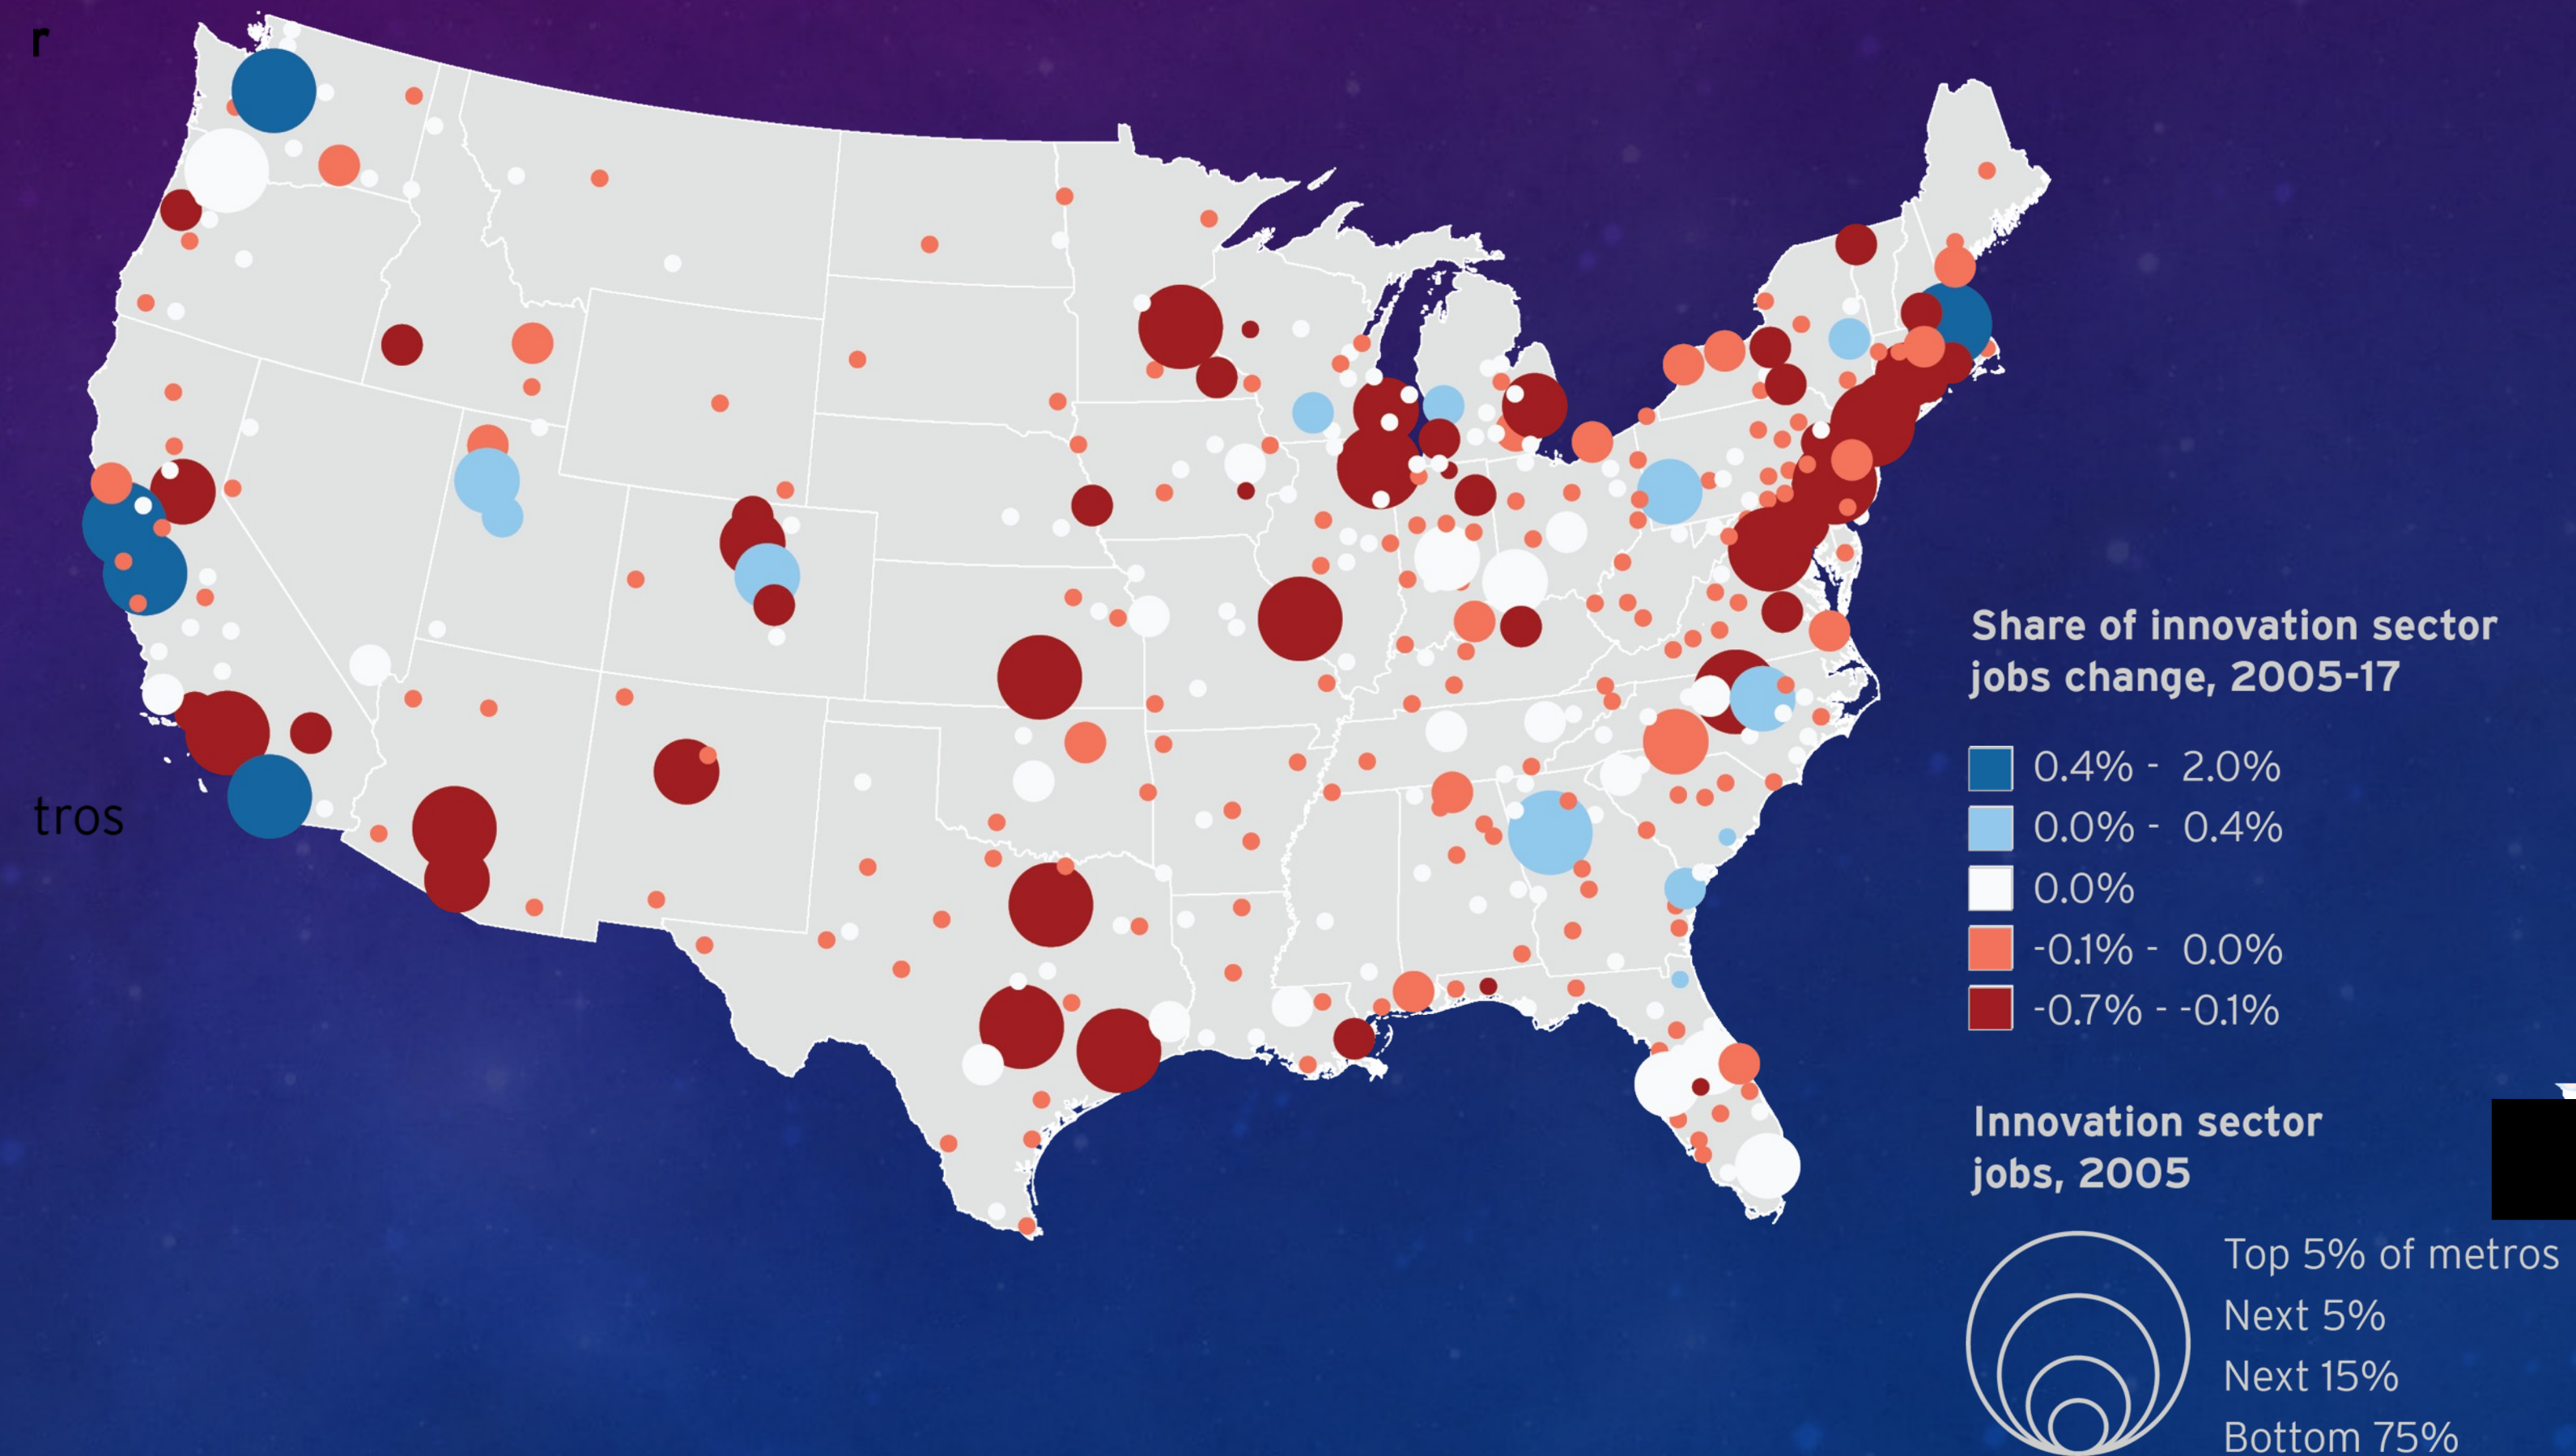 r
tros
Share of innovation sector
jobs change, 2005-17
0.4% - 2.0%
0.0% - 0.4%
0.0%
-0.1% - 0.0%
-0.7% - -0.1%
Innovation sector
jobs, 2005
Top 5% of metros
Next 5%
Next 15%
Bottom 75%